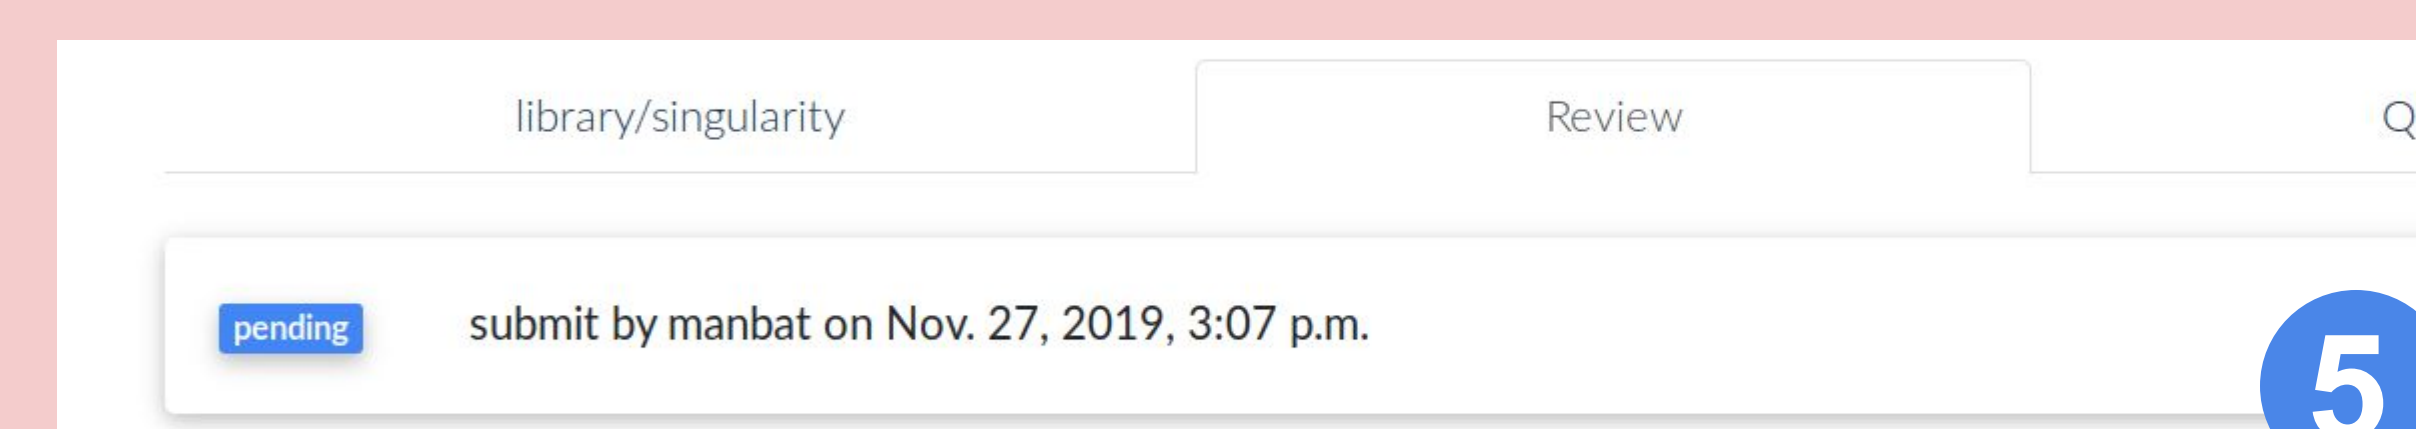 library/singularity
Review
Q
pending
submit by manbat on Nov. 27, 2019, 3:07 p.m.
5